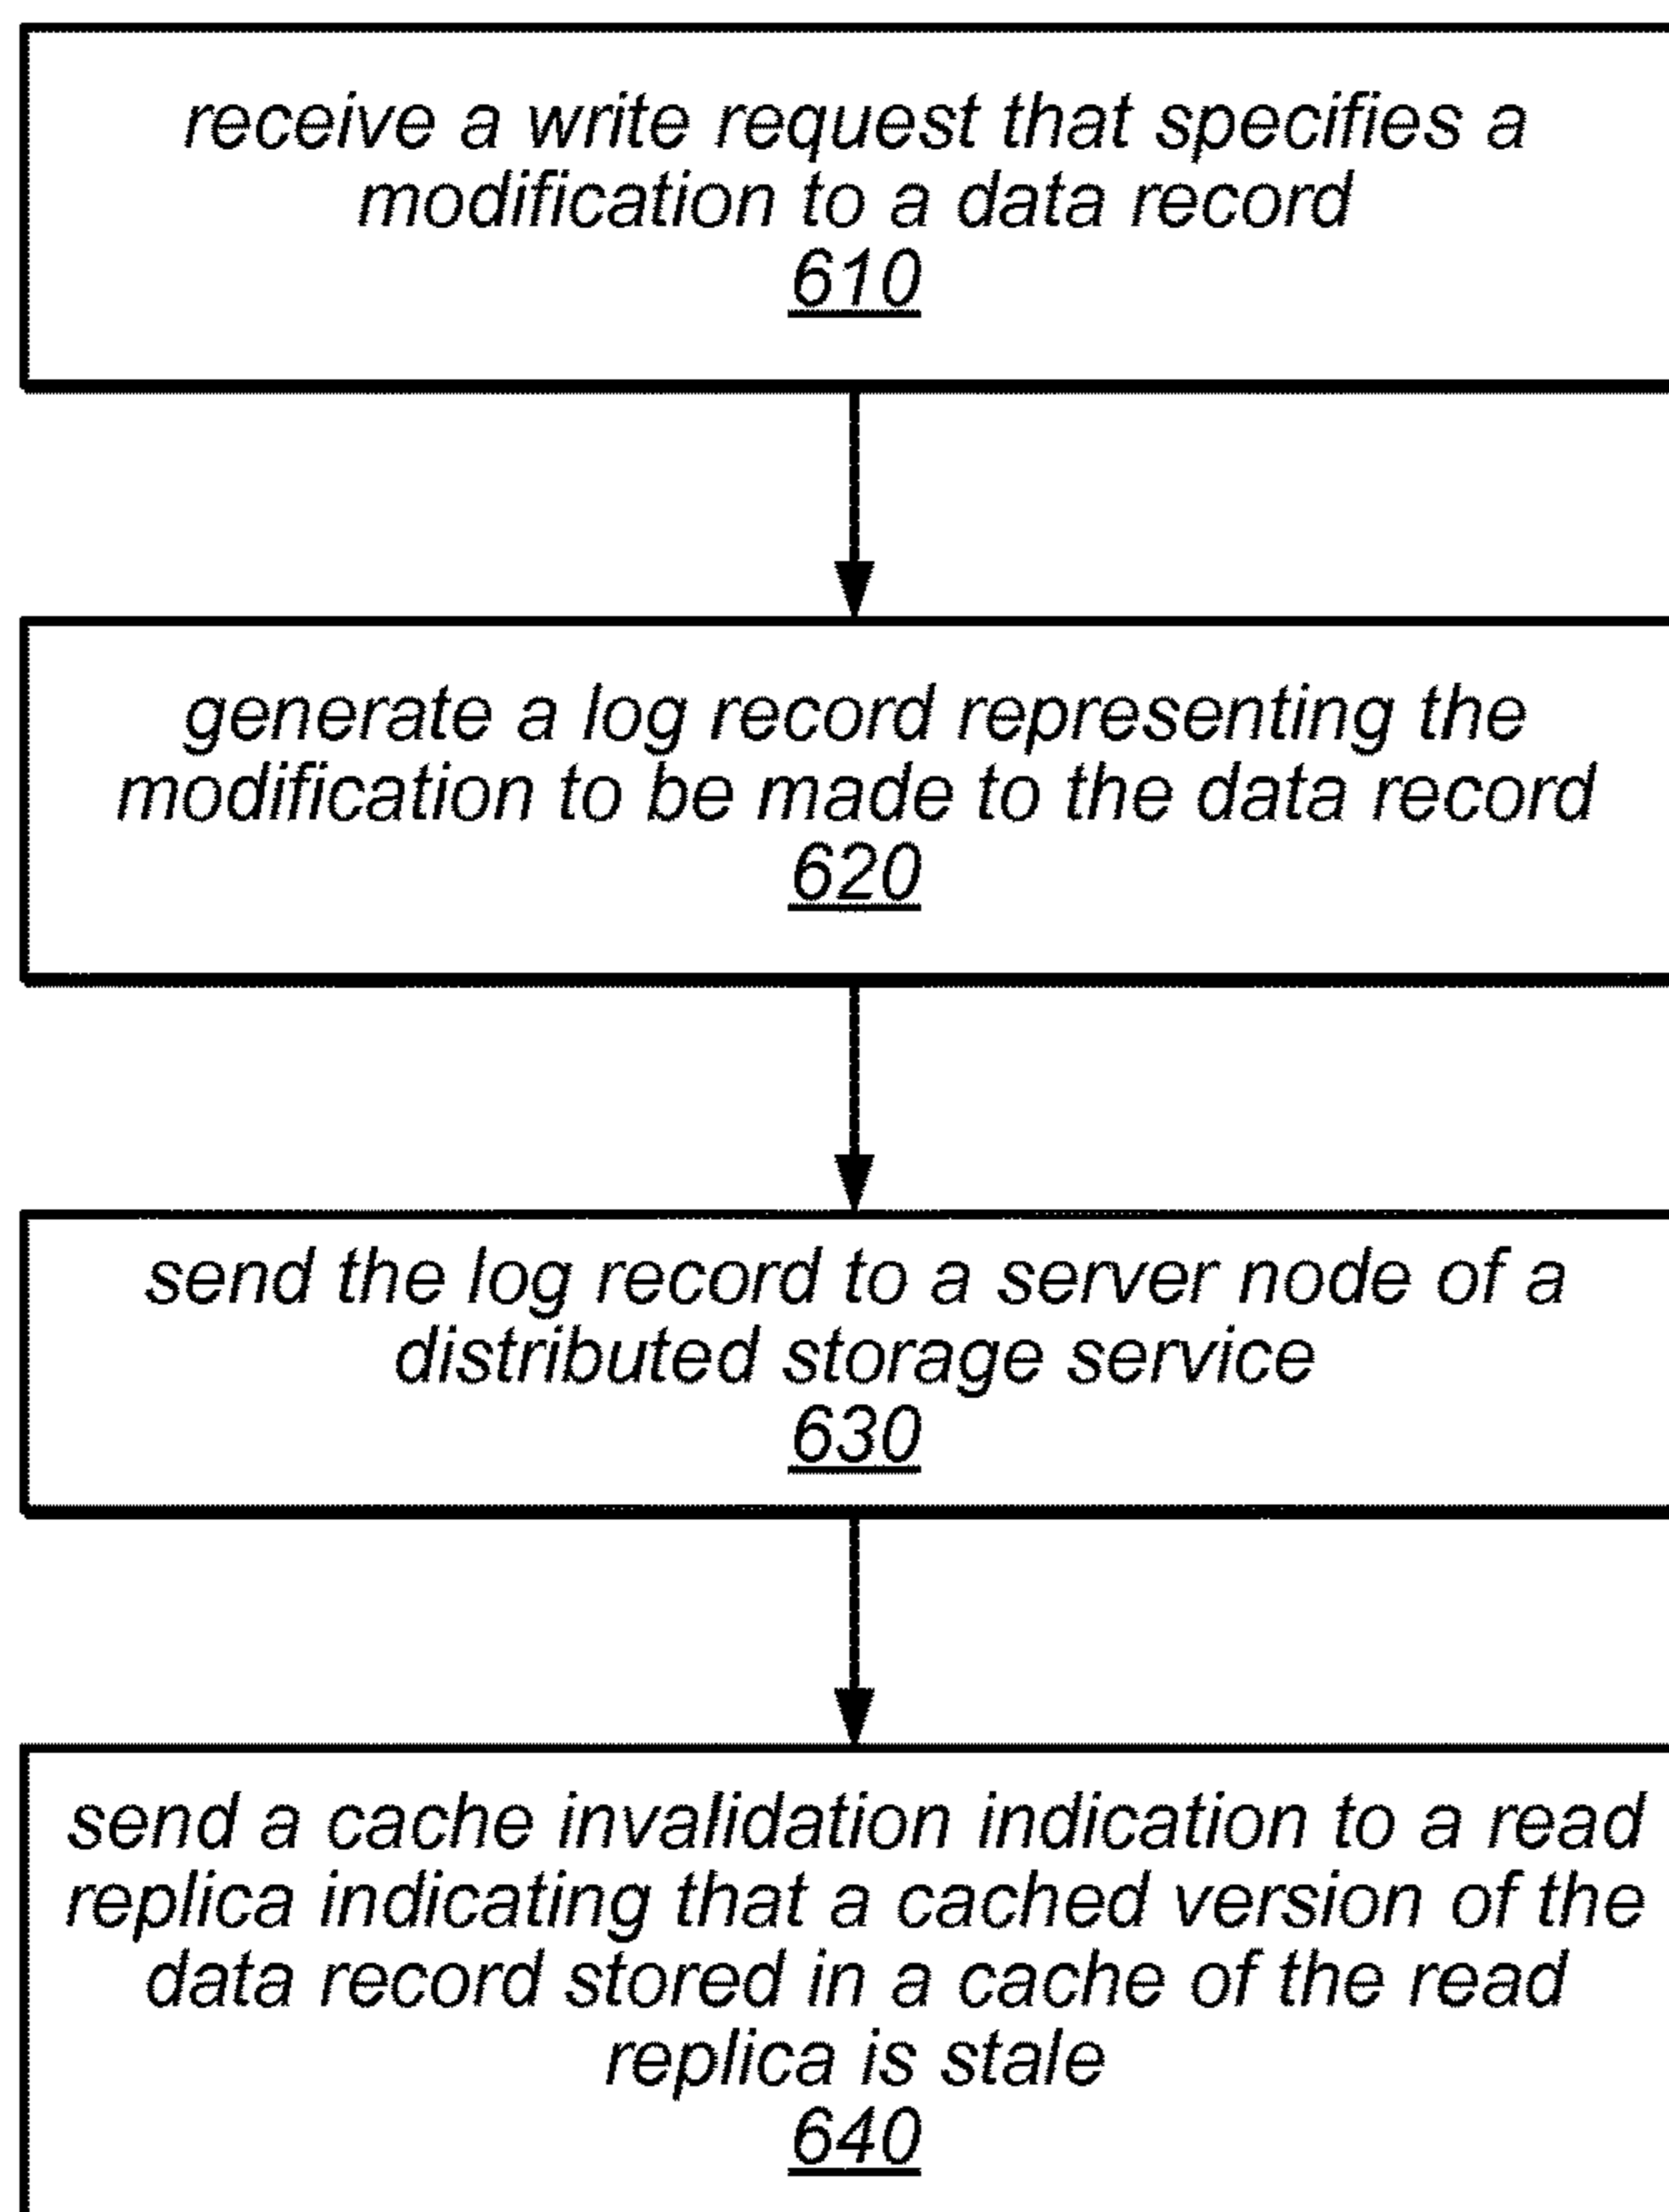 receive a write request that specifies a
modification to a data record
610
generate a log record representing the
modification to be made to the data record
620
send the log record to a server node of a
distributed storage service
630
send a cache invalidation indication to a read
replica indicating that a cached version of the
data record stored in a cache of the read
replica is stale
640